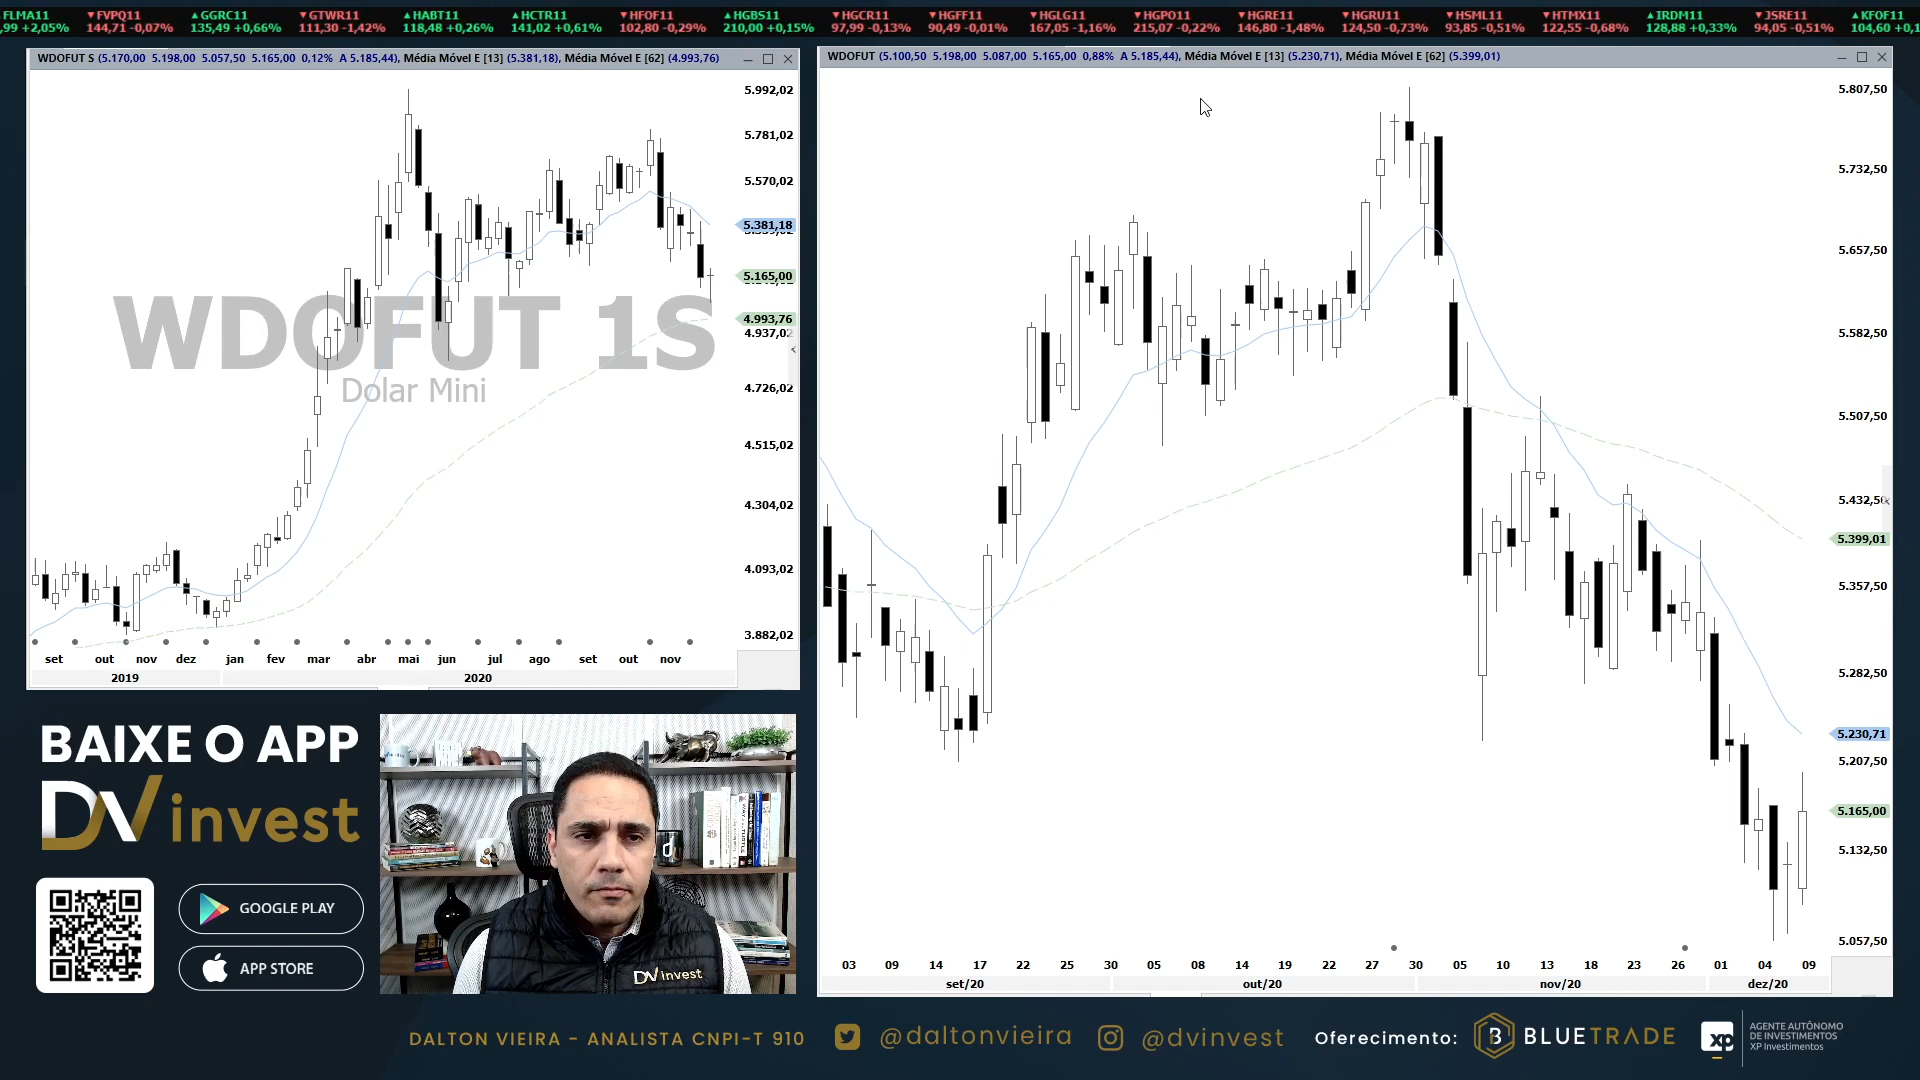 FLMA11 ▼FVPQ11 ▲GGRC11 ▼GTWR11 ▲HABT11 ▲HCTR11 ▼HFOF11 ▲HGBS11 ▼HGCR11 ▼HGFF11 ▼HGLG11 ▼HGPO11 ▼HGRE11 ▼HGRU11 ▼HSML11 ▼HTMX11 ▲IRDM11 ▼JSRE11 ▲KFOF11
,99 +2,05% 144,71 -0,07% 135,49 +0,66% 111,30 -1,42% 118,48 +0,26% 141,02 +0,61% 102,80 -0,29% 210,00 +0,15% 97,99 -0,13% 90,49 -0,01% 167,05 -1,16% 215,07 -0,22% 146,80 -1,48% 124,50 -0,73% 93,85 -0,51% 122,55 -0,68% 128,88 +0,33% 94,05 -0,51% 104,60 +0,1
WDOFUT S (5.170,00 5.198,00 5.057,50 5.165,00 0,12% A 5.185,44), Média Móvel E [13] (5.381,18), Média Móvel E [62] (4.993,76)
5.992,02
5.781,02
5.570,02
5.381,18
5.165,00
4.993,76
4.937,02
4.726,02
4.515,02
4.304,02
4.093,02
3.882,02
WDOFUT 1S
Dolar Mini
set out nov dez jan fev mar abr mai jun jul ago set out nov
2019 2020
WDOFUT (5.100,50 5.198,00 5.087,00 5.165,00 0,88% A 5.185,44), Média Móvel E [13] (5.230,71), Média Móvel E [62] (5.399,01)
5.807,50
5.732,50
5.657,50
5.582,50
5.507,50
5.432,50
5.399,01
5.357,50
5.282,50
5.230,71
5.207,50
5.165,00
5.132,50
5.057,50
03 09 14 17 22 25 30 05 08 14 19 22 27 30 05 10 13 18 23 26 01 04 09
set/20 out/20 nov/20 dez/20
BAIXE O APP
DV invest
GOOGLE PLAY
APP STORE
DV invest
DALTON VIEIRA - ANALISTA CNPI-T 910
@daltonvieira
@dvinvest
Oferecimento:
BLUETRADE
xp
AGENTE AUTÔNOMO
DE INVESTIMENTOS
XP Investimentos